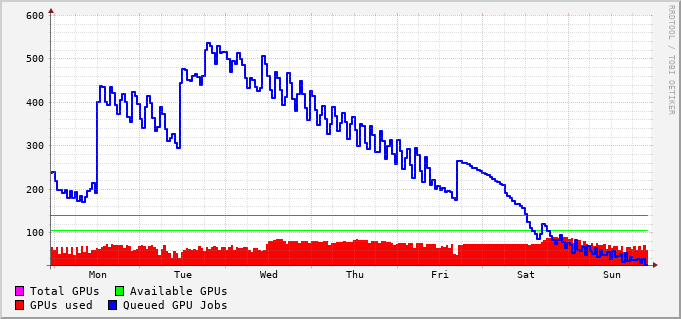 600
500
400
300
200
100
Mon Tue Wed Thu Fri Sat Sun
Total GPUs Available GPUs
GPUs used Queued GPU Jobs
RRDTOOL / TOBI OETIKER